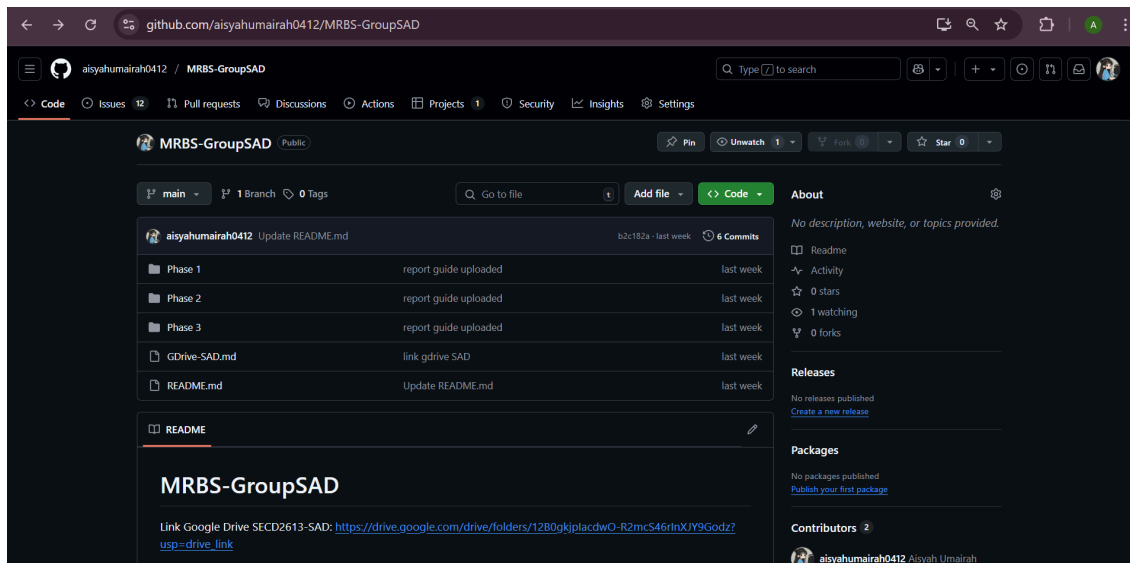 github.com/aisyahumairah0412/MRBS-GroupSAD
A
aisyahumairah0412 / MRBS-GroupSAD
Type / to search
Code Issues 12 Pull requests Discussions Actions Projects 1 Security Insights Settings
MRBS-GroupSAD Public
Pin Unwatch 1 Fork 0 Star 0
main 1 Branch 0 Tags Go to file t Add file Code
aisyahumairah0412 Update README.md b2c182a · last week 6 Commits
Phase 1 report guide uploaded last week
Phase 2 report guide uploaded last week
Phase 3 report guide uploaded last week
GDrive-SAD.md link gdrive SAD last week
README.md Update README.md last week
README
MRBS-GroupSAD
Link Google Drive SECD2613-SAD: https://drive.google.com/drive/folders/
usp=drive_link
About
No description, website, or topics provided.
Readme
Activity
0 stars
1 watching
0 forks
Releases
No releases published
Create a new release
Packages
No packages published
Publish your first package
Contributors 2
aisyahumairah0412 Aisyah Umairah